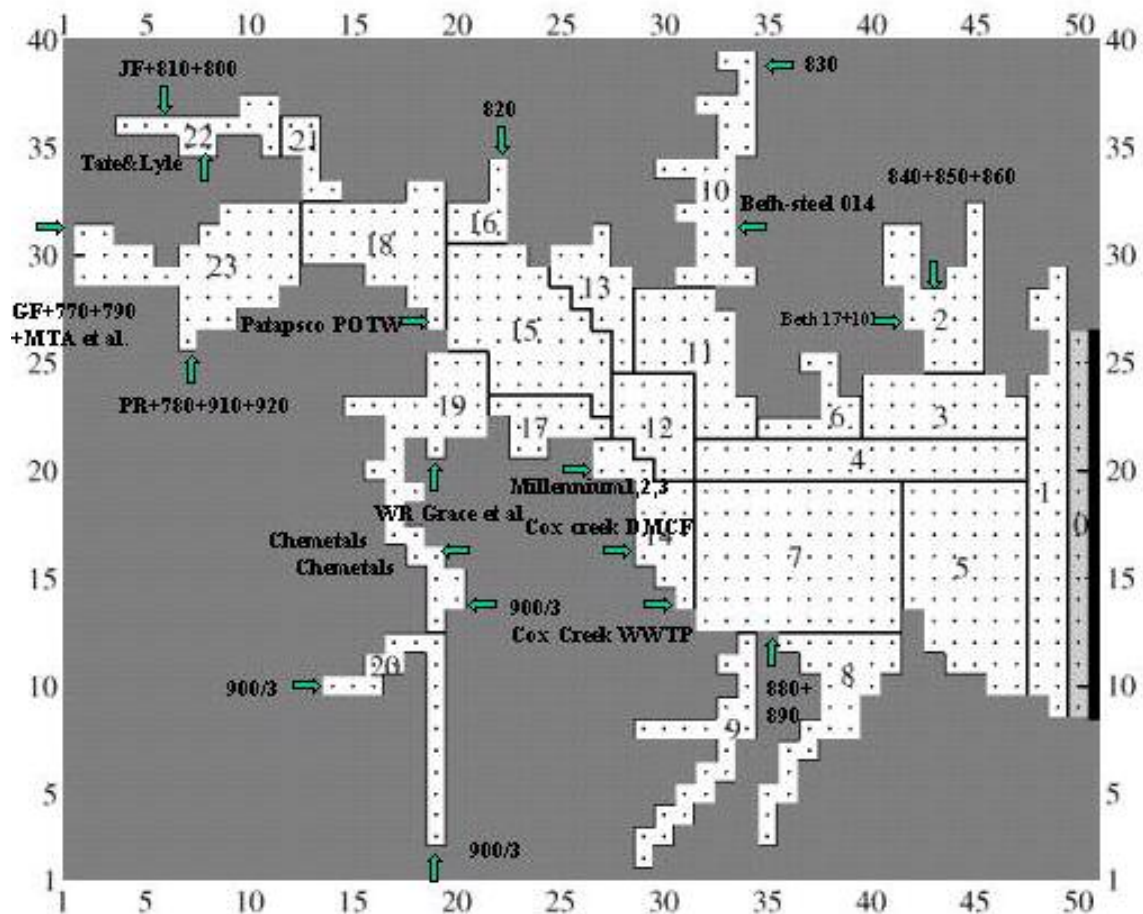 1 5 10 15 20 25 30 35 40 45 50
40 40
JF+810+800
830
820
35 22 21 35
Tate&Lyle
10
840+850+860
Beth-steel 014
16
30 23 18 30
13
GF+770+790
+MTA et al.
Patapsco POTW
15
Beth 17+101
2
11
25 25
PR+780+910+920
19 17 12 6 3
4
20 20
Millennium1,2,3
1 0
WR Grace et al
Chemetals
Cox creek DMCF
14 7
Chemetals
5
15 15
900/3
Cox Creek WWTP
20
900/3
8
10 10
880+
890
9
5 5
900/3
1 1
1 5 10 15 20 25 30 35 40 45 50